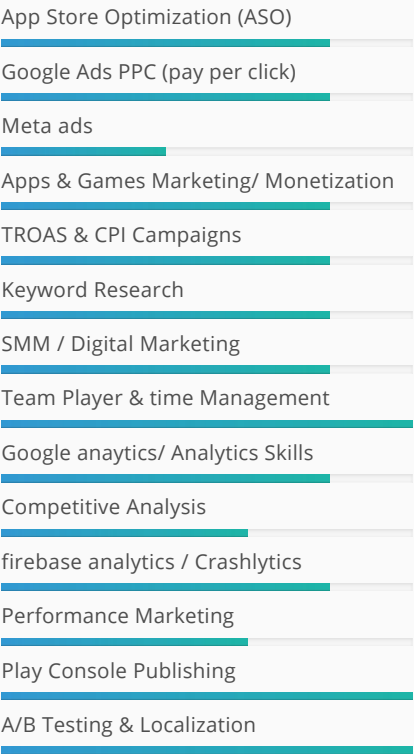 App Store Optimization (ASO)
Google Ads PPC (pay per click)
Meta ads
Apps & Games Marketing/ Monetization
TROAS & CPI Campaigns
Keyword Research
SMM / Digital Marketing
Team Player & time Management
Google anaytics/ Analytics Skills
Competitive Analysis
firebase analytics / Crashlytics
Performance Marketing
Play Console Publishing
A/B Testing & Localization